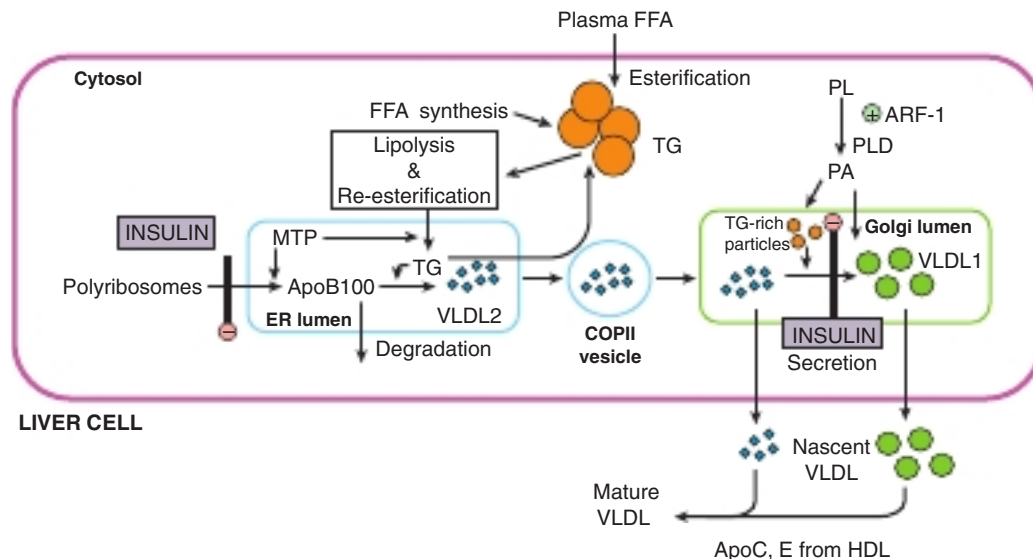 Plasma FFA
Cytosol
Esterification
FFA synthesis
TG
PL
+ ARF-1
PLD
PA
Lipolysis
&
Re-esterification
INSULIN
MTP
TG
Polyribosomes
ApoB100
−
ER lumen
VLDL2
Degradation
COPII
vesicle
TG-rich
particles
−
Golgi lumen
VLDL1
INSULIN
Secretion
LIVER CELL
Nascent
VLDL
Mature
VLDL
ApoC, E from HDL